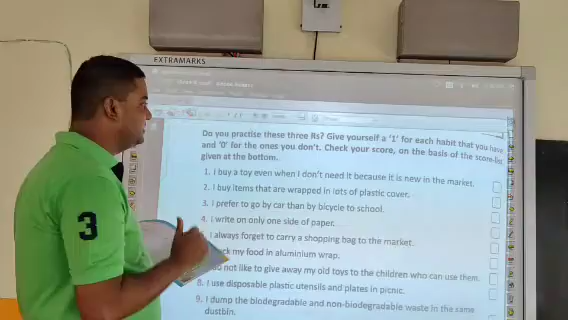 EXTRAMARKS
Do you practise these three Rs? Give yourself a '1' for each habit that you have
and '0' for the ones you don't. Check your score, on the basis of the score-list
given at the bottom.
1. I buy a toy even when I don't need it because it is new in the market.
2. I buy items that are wrapped in lots of plastic cover.
3. I prefer to go by car than by bicycle to school.
4. I write on only one side of paper.
I always forget to carry a shopping bag to the market.
my food in aluminium wrap.
not like to give away my old toys to the children who can use them.
8. I use disposable plastic utensils and plates in picnic.
9. I dump the biodegradable and non-biodegradable waste in the same
dustbin.
3